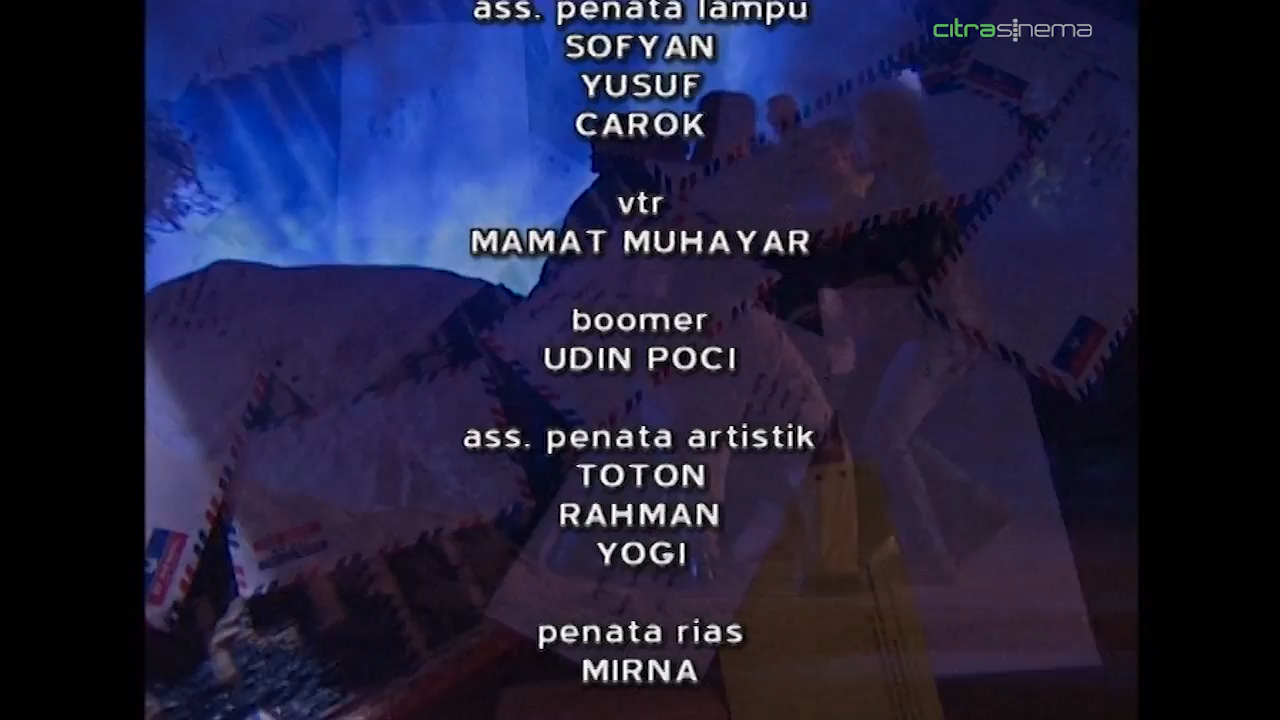 ass. penata lampu
citrasinema
SOFYAN
YUSUF
CAROK
vtr
MAMAT MUHAYAR
boomer
UDIN POCI
ass. penata artistik
TOTON
RAHMAN
YOGI
penata rias
MIRNA